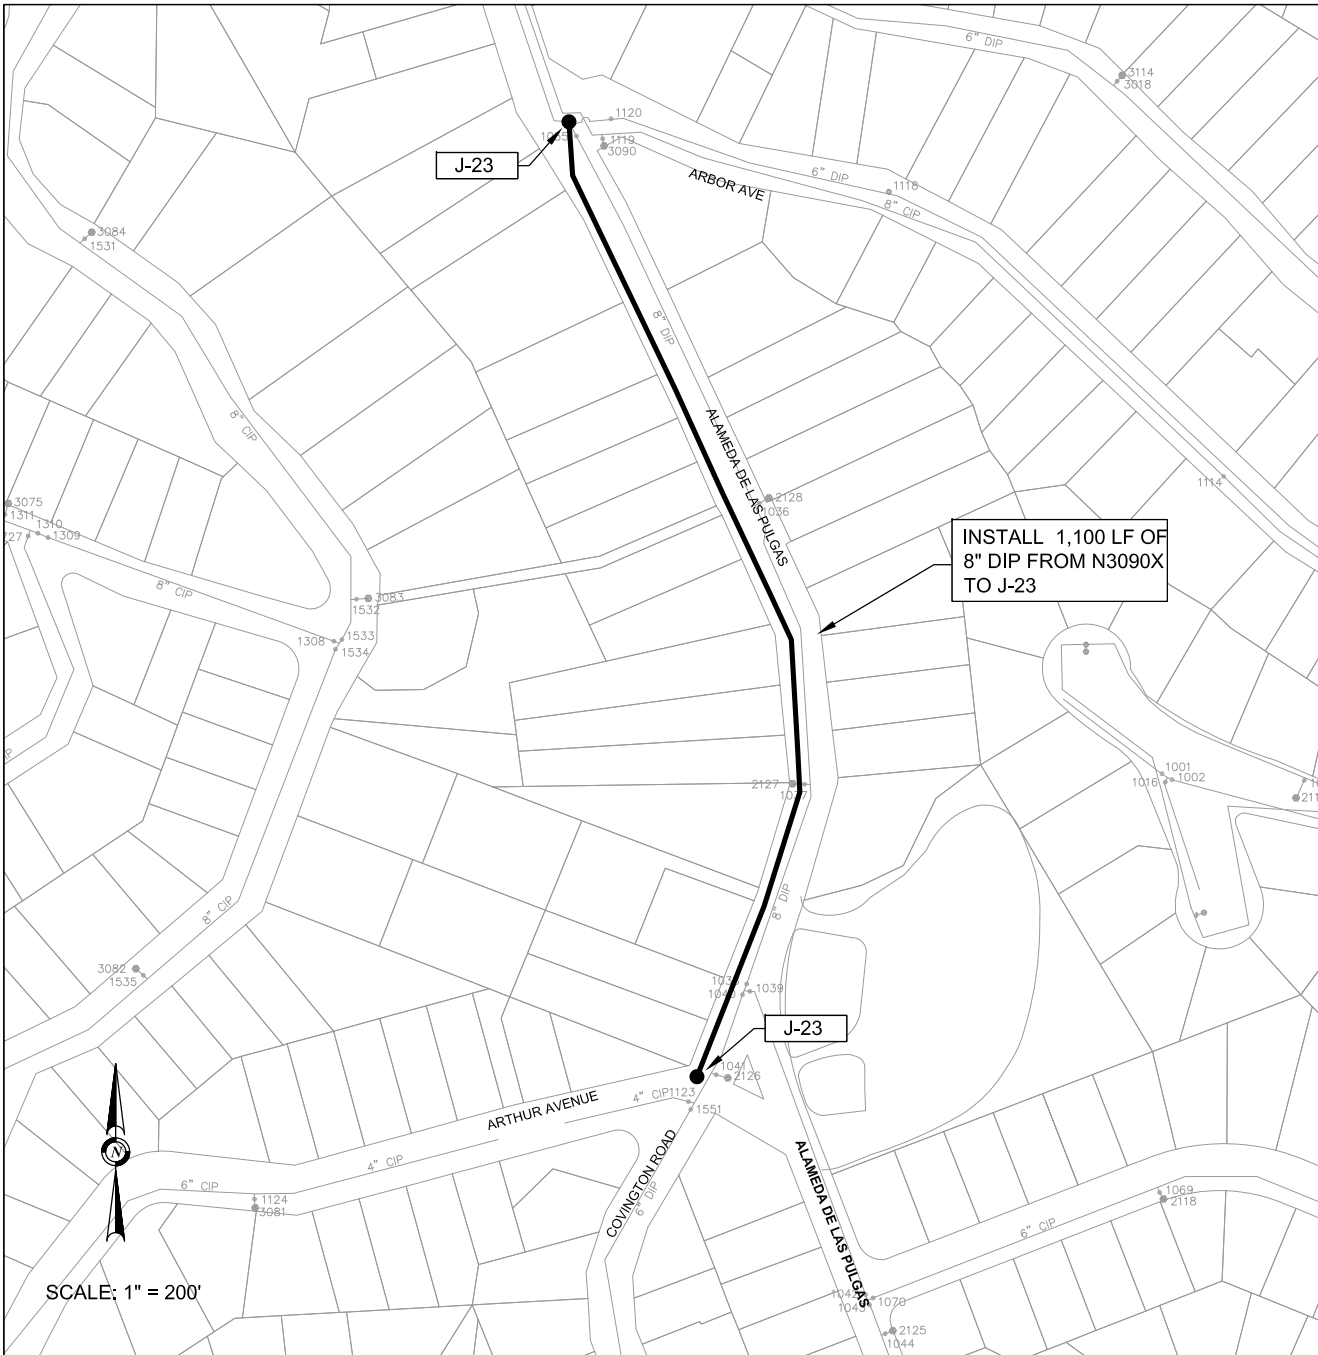 6" DIP
3114
3018
1120
1119
3090
J-23
ARBOR AVE
6" DIP
1118
8" CIP
3084
1531
8" DIP
8" CIP
ALAMEDA DE LAS PULGAS
1114
3075
1311
1310
1309
2128
1036
INSTALL 1,100 LF OF
8" DIP FROM N3090X
TO J-23
8" CIP
3083
1532
1533
1308
1534
1001
1002
1016
2127
1037
8" DIP
8" CIP
3082
1535
1039
J-23
1041
2126
4" CIP
1123
1551
ARTHUR AVENUE
4" CIP
6" CIP
1124
3081
COVINGTON ROAD
6" DIP
ALAMEDA DE LAS PULGAS
1069
2118
6" CIP
N
SCALE: 1" = 200'
1070
2125
1044